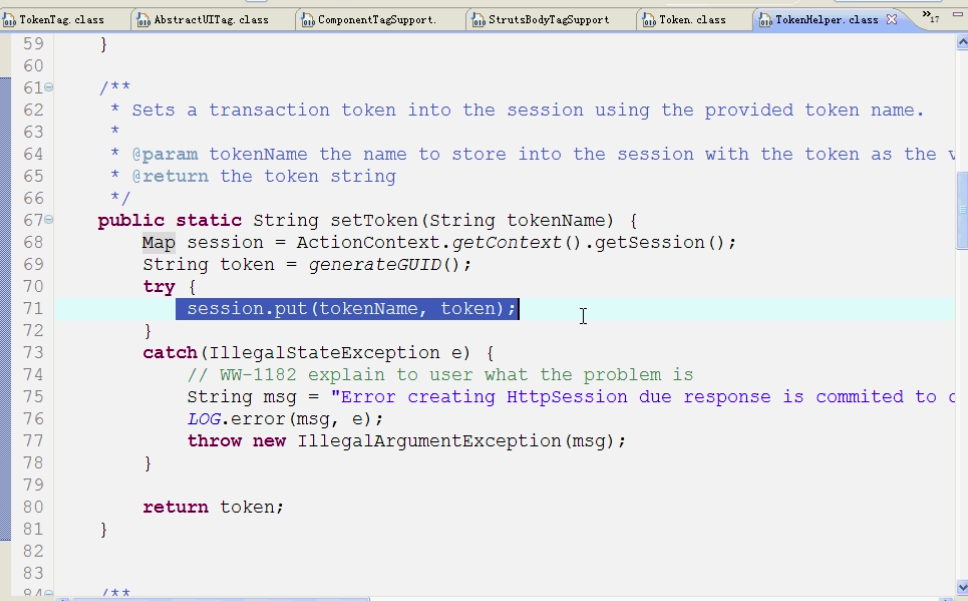 TokenTag.class AbstractUITag.class ComponentTagSupport. StrutsBodyTagSupport Token.class TokenHelper.class »17
59 }
60
61 /**
62 * Sets a transaction token into the session using the provided token name.
63 *
64 * @param tokenName the name to store into the session with the token as the v
65 * @return the token string
66 */
67 public static String setToken(String tokenName) {
68 Map session = ActionContext.getContext().getSession();
69 String token = generateGUID();
70 try {
71 session.put(tokenName, token);
72 }
73 catch(IllegalStateException e) {
74 // WW-1182 explain to user what the problem is
75 String msg = "Error creating HttpSession due response is commited to c
76 LOG.error(msg, e);
77 throw new IllegalArgumentException(msg);
78 }
79
80 return token;
81 }
82
83
84 /**